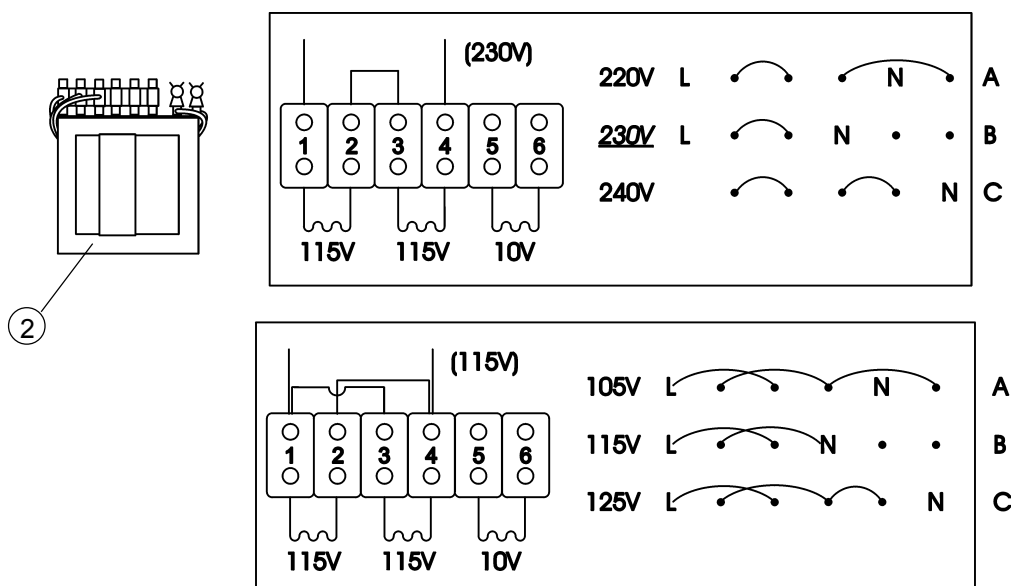 (230V)
1 2 3 4 5 6
115V 115V 10V
220V L N A
230V L N B
240V N C
2
(115V)
1 2 3 4 5 6
115V 115V 10V
105V L N A
115V L N B
125V L N C